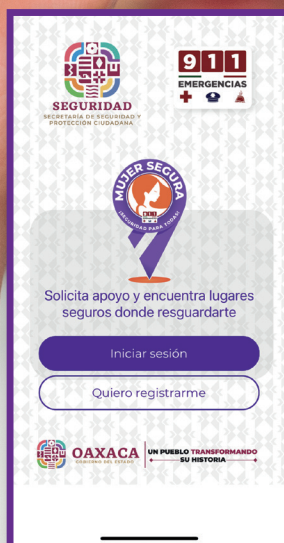 SEGURIDAD
SECRETARÍA DE SEGURIDAD Y
PROTECCIÓN CIUDADANA
911
EMERGENCIAS
MUJER SEGURA
¡SEGURIDAD PARA TODAS!
911
Solicita apoyo y encuentra lugares
seguros donde resguardarte
Iniciar sesión
Quiero registrarme
OAXACA
GOBIERNO DEL ESTADO
UN PUEBLO TRANSFORMANDO
SU HISTORIA